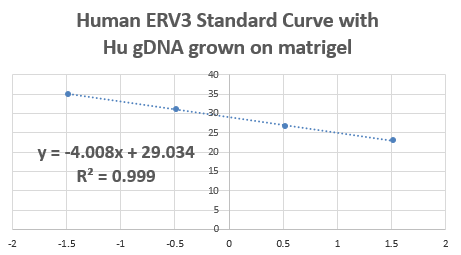 Human ERV3 Standard Curve with
Hu gDNA grown on matrigel
40
35
30
25
y = -4.008x + 29.034
20
R² = 0.999
15
10
5
0
-2 -1.5 -1 -0.5 0 0.5 1 1.5 2